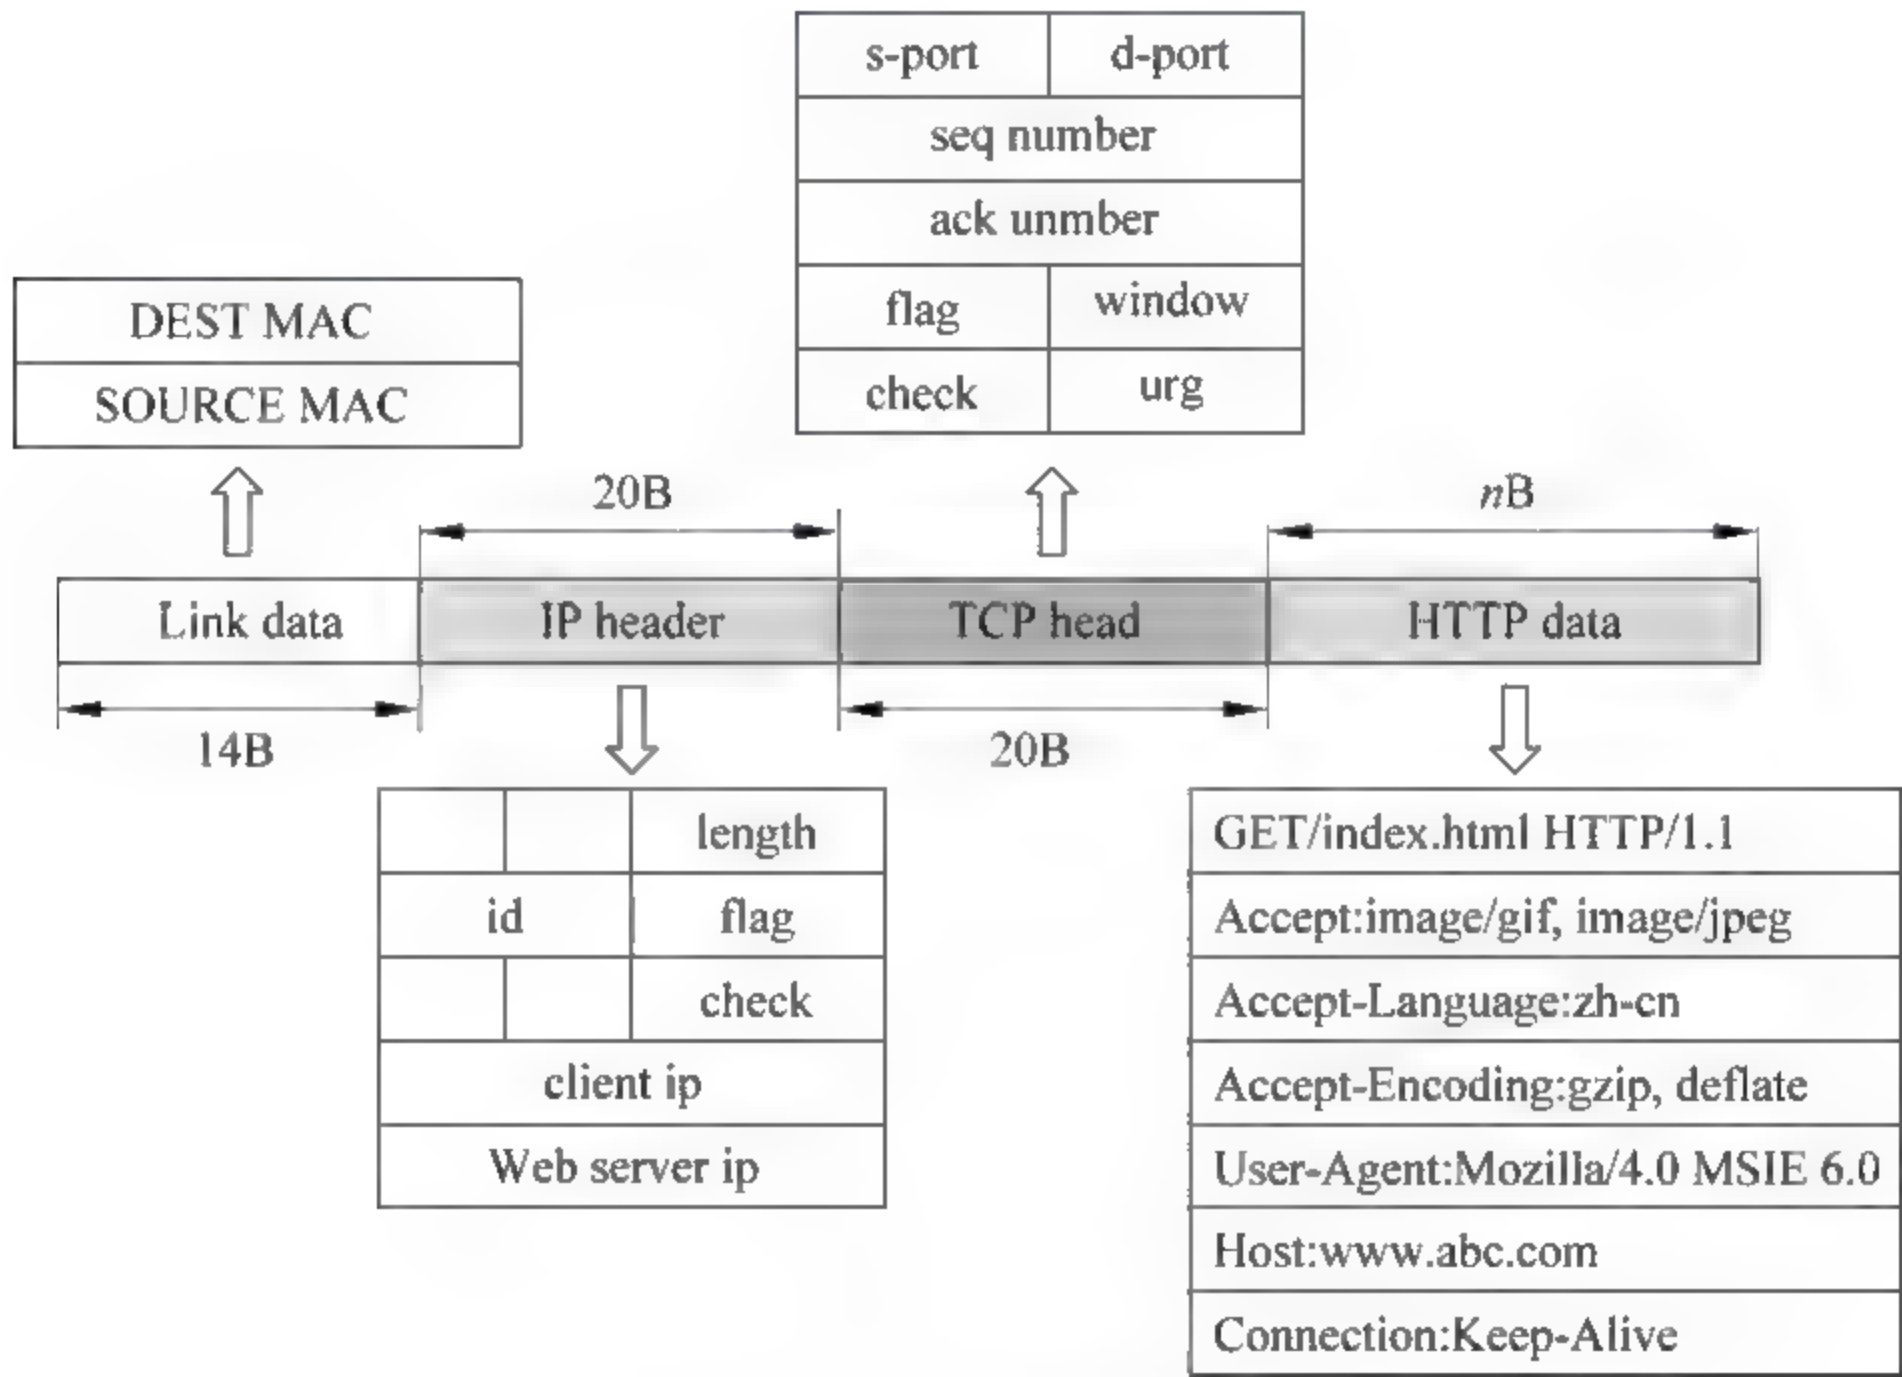 s-port d-port
seq number
ack unmber
flag window
check urg
DEST MAC
SOURCE MAC
20B nB
Link data IP header TCP head HTTP data
14B 20B
length
id flag
check
client ip
Web server ip
GET/index.html HTTP/1.1
Accept:image/gif, image/jpeg
Accept-Language:zh-cn
Accept-Encoding:gzip, deflate
User-Agent:Mozilla/4.0 MSIE 6.0
Host:www.abc.com
Connection:Keep-Alive